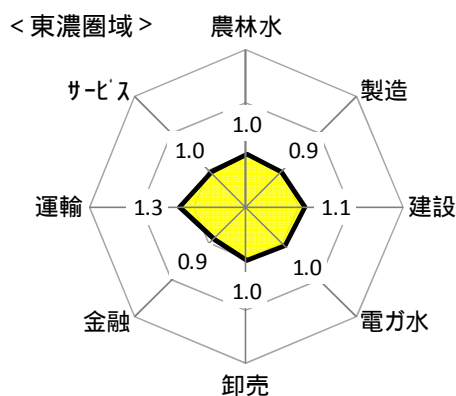 <東濃圏域>
農林水
ｻｰﾋﾞｽ
製造
1.0
1.0
0.9
運輸
1.3
1.1
建設
0.9
1.0
金融
1.0
電ガ水
卸売